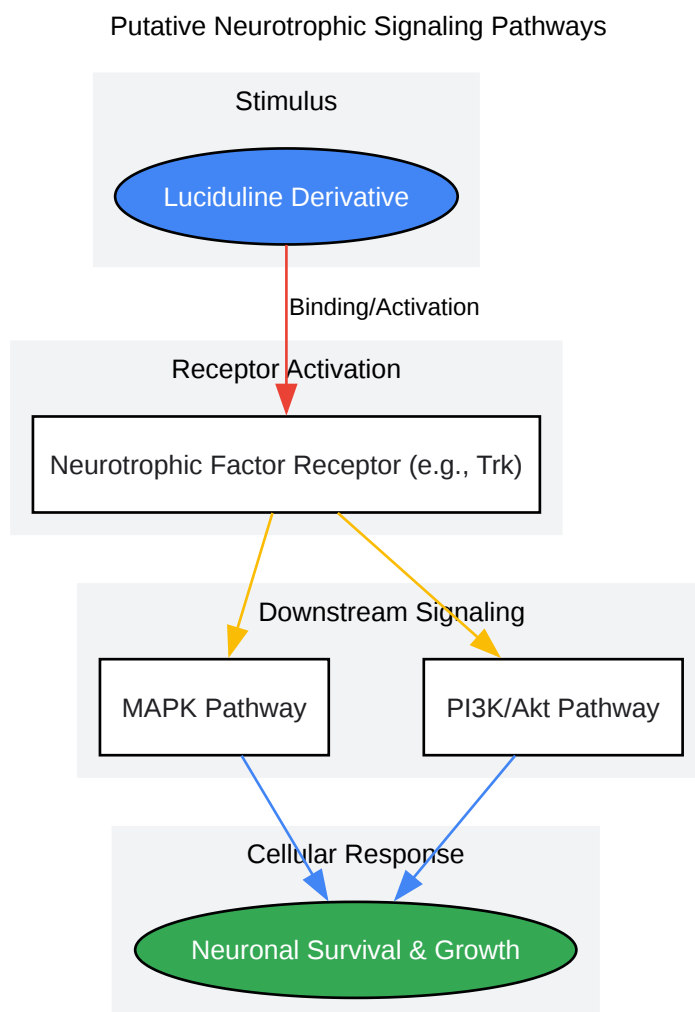 Putative Neurotrophic Signaling Pathways
Stimulus
Luciduline Derivative
Binding/Activation
Receptor Activation
Neurotrophic Factor Receptor (e.g., Trk)
Downstream Signaling
MAPK Pathway
PI3K/Akt Pathway
Cellular Response
Neuronal Survival & Growth